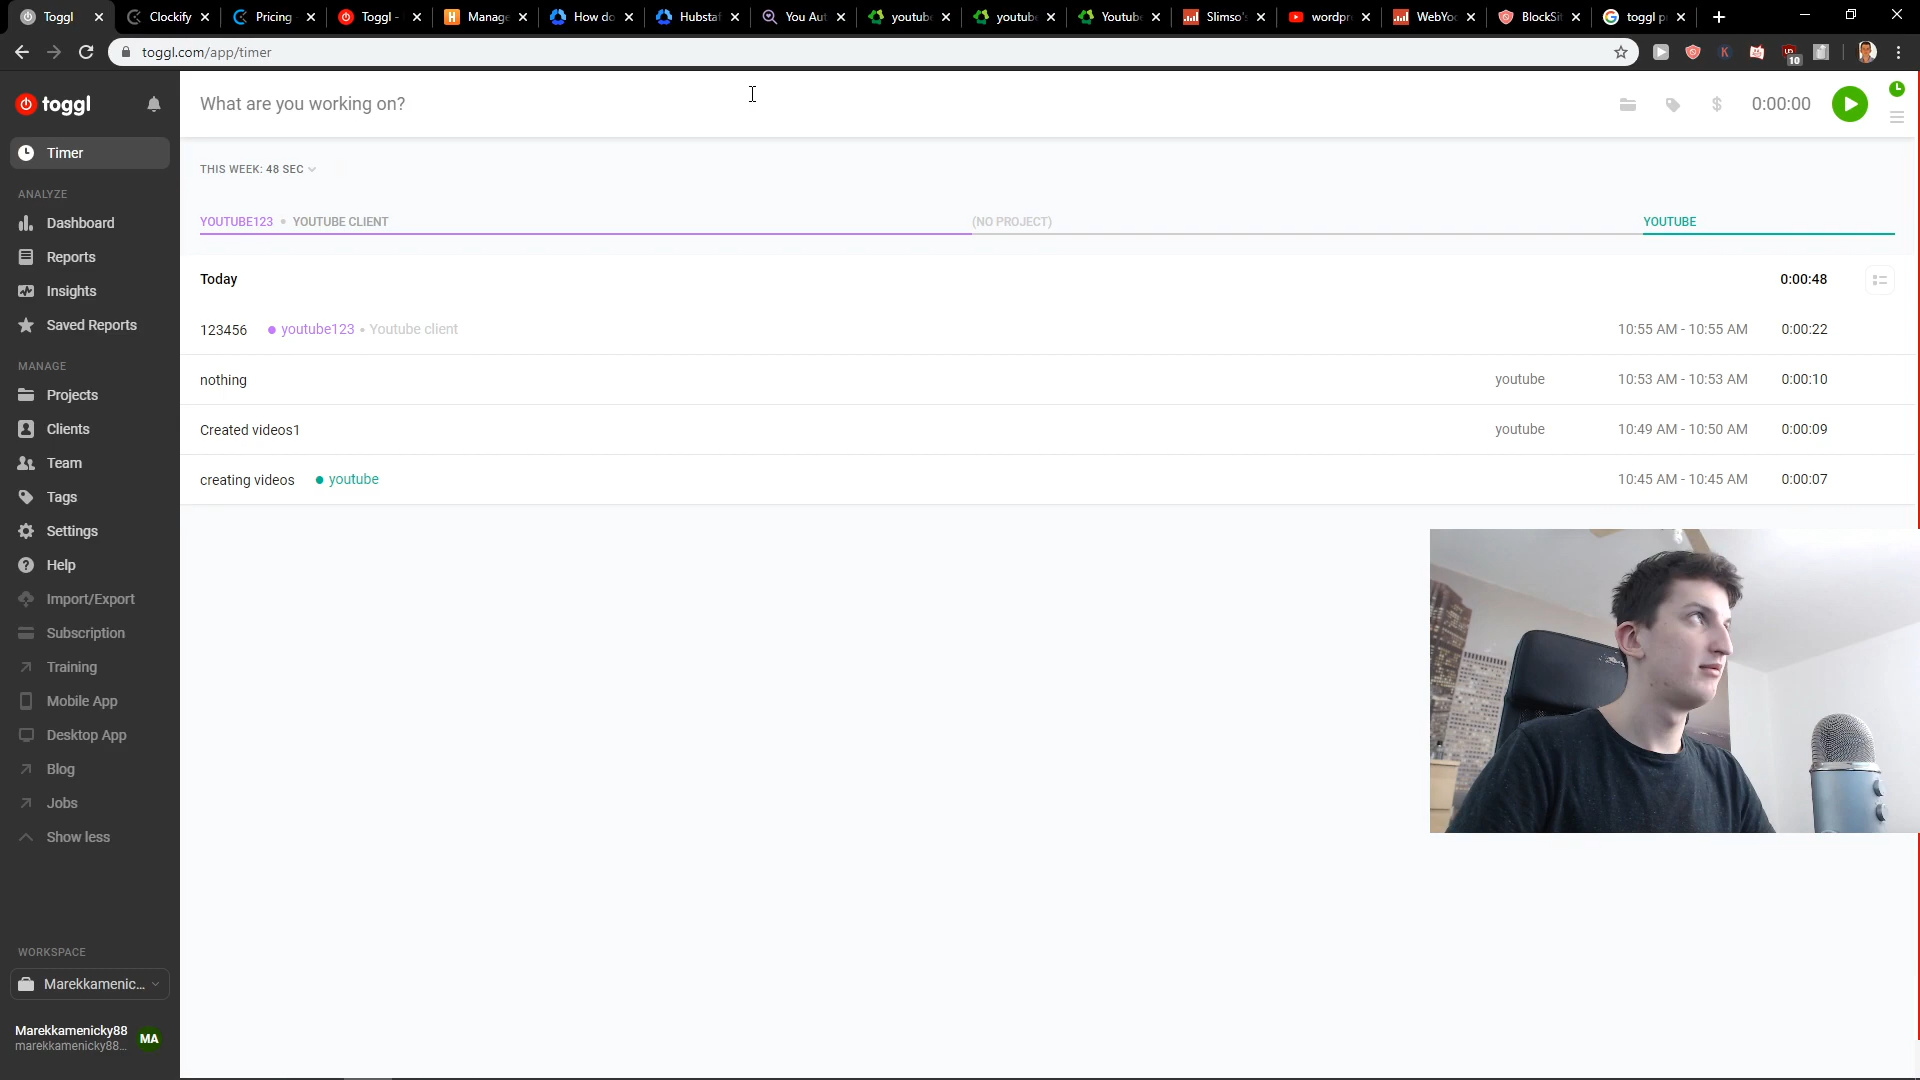 Toggl
Clockify
Pricing
Toggl -
Manage
How do
Hubstaf
You Aut
youtube
youtube
Youtube
Slimso's
wordpr
WebYo
BlockSit
toggl p
toggl.com/app/timer
10
toggl
What are you working on?
$
0:00:00
Timer
THIS WEEK: 48 SEC
ANALYZE
YOUTUBE123 • YOUTUBE CLIENT
(NO PROJECT)
YOUTUBE
Dashboard
Reports
Insights
Saved Reports
Today
0:00:48
123456 • youtube123 • Youtube client
10:55 AM - 10:55 AM
0:00:22
nothing
youtube
10:53 AM - 10:53 AM
0:00:10
Created videos1
youtube
10:49 AM - 10:50 AM
0:00:09
creating videos • youtube
10:45 AM - 10:45 AM
0:00:07
MANAGE
Projects
Clients
Team
Tags
Settings
Help
Import/Export
Subscription
Training
Mobile App
Desktop App
Blog
Jobs
Show less
WORKSPACE
Marekkamenic...
Marekkamenicky88
marekkamenicky88...
MA